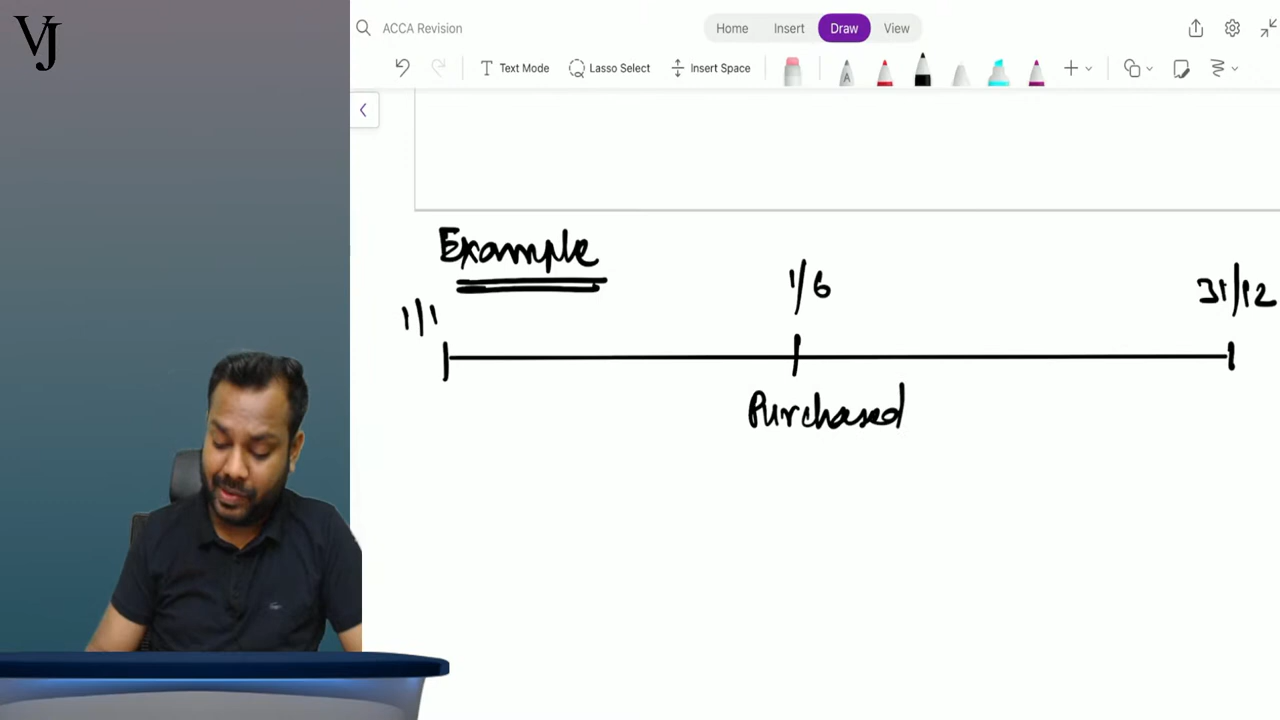 VJ
ACCA Revision
Home Insert Draw View
Text Mode Lasso Select Insert Space
A
Example
1/1 1/6 31/12
Purchased